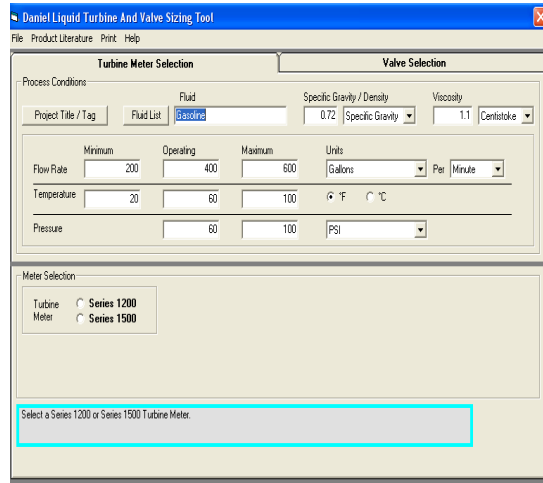 Daniel Liquid Turbine And Valve Sizing Tool
File Product Literature Print Help
Turbine Meter Selection Valve Selection
Process Conditions
Fluid Specific Gravity / Density Viscosity
Project Title / Tag Fluid List Gasoline 0.72 Specific Gravity 1.1 Centistoke
Minimum Operating Maximum Units
Flow Rate 200 400 600 Gallons Per Minute
Temperature 20 60 100 °F °C
Pressure 60 100 PSI
Meter Selection
Turbine Meter Series 1200
Series 1500
Select a Series 1200 or Series 1500 Turbine Meter.